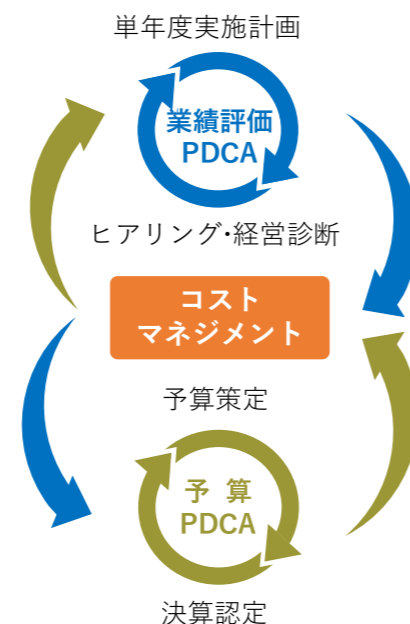 単年度実施計画
業績評価
PDCA
ヒアリング･経営診断
コスト
マネジメント
予算策定
予 算
PDCA
決算認定